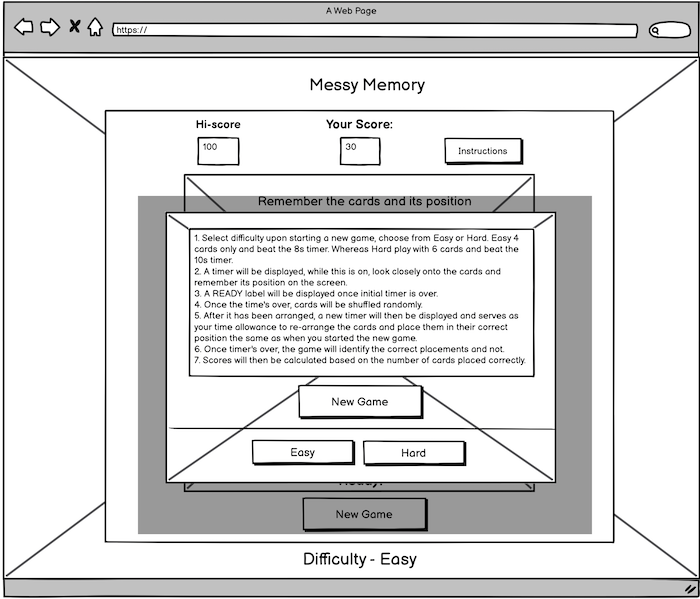 A Web Page
https://
Messy Memory
Hi-score
Your Score:
100
30
Instructions
Remember the cards and its position
1. Select difficulty upon starting a new game, choose from Easy or Hard. Easy 4
cards only and beat the 8s timer. Whereas Hard play with 6 cards and beat the
10s timer.
2. A timer will be displayed, while this is on, look closely onto the cards and
remember its position on the screen.
3. A READY label will be displayed once initial timer is over.
4. Once the time's over, cards will be shuffled randomly.
5. After it has been arranged, a new timer will then be displayed and serves as
your time allowance to re-arrange the cards and place them in their correct
position the same as when you started the new game.
6. Once timer's over, the game will identify the correct placements and not.
7. Scores will then be calculated based on the number of cards placed correctly.
New Game
Easy
Hard
Ready!
New Game
Difficulty - Easy